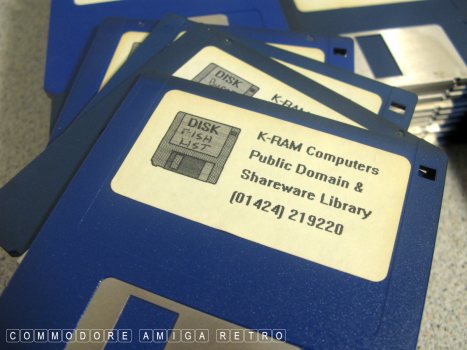 DISK
K-RAM
DISK
FISH
LIST
K-RAM Computers
Public Domain &
Shareware Library
(01424) 219220
COMMODORE AMIGA RETRO